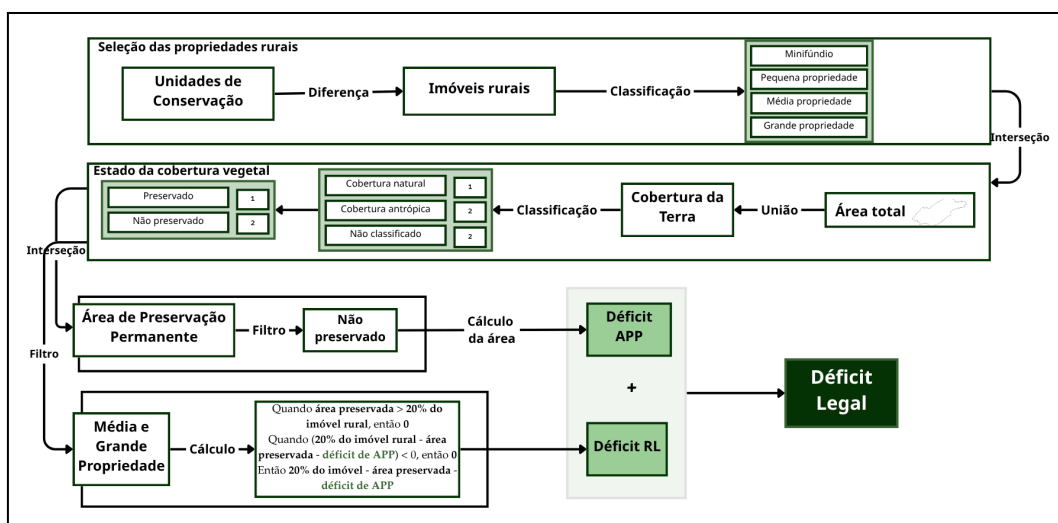 Seleção das propriedades rurais
Unidades de
Conservação
Diferença
Imóveis rurais
Classificação
Minifúndio
Pequena propriedade
Média propriedade
Grande propriedade
Interseção
Estado da cobertura vegetal
Preservado
1
Não preservado
2
Cobertura natural
1
Cobertura antrópica
2
Não classificado
2
Classificação
Cobertura da
Terra
União
Área total
Interseção
Área de Preservação
Permanente
Filtro
Não
preservado
Cálculo
da área
Déficit
APP
Filtro
+
Déficit
Legal
Média e
Grande
Propriedade
Cálculo
Quando área preservada > 20% do
imóvel rural, então 0
Quando (20% do imóvel rural - área
preservada - déficit de APP) < 0, então 0
Então 20% do imóvel - área preservada -
déficit de APP
Déficit RL